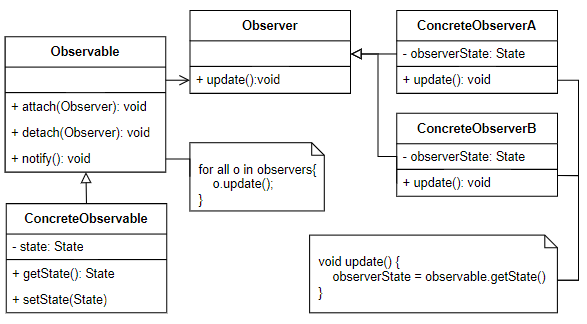 Observable
+ attach(Observer): void
+ detach(Observer): void
+ notify(): void
Observer
+ update():void
ConcreteObserverA
- observerState: State
+ update(): void
ConcreteObserverB
- observerState: State
+ update(): void
for all o in observers{
o.update();
}
ConcreteObservable
- state: State
+ getState(): State
+ setState(State)
void update() {
observerState = observable.getState()
}